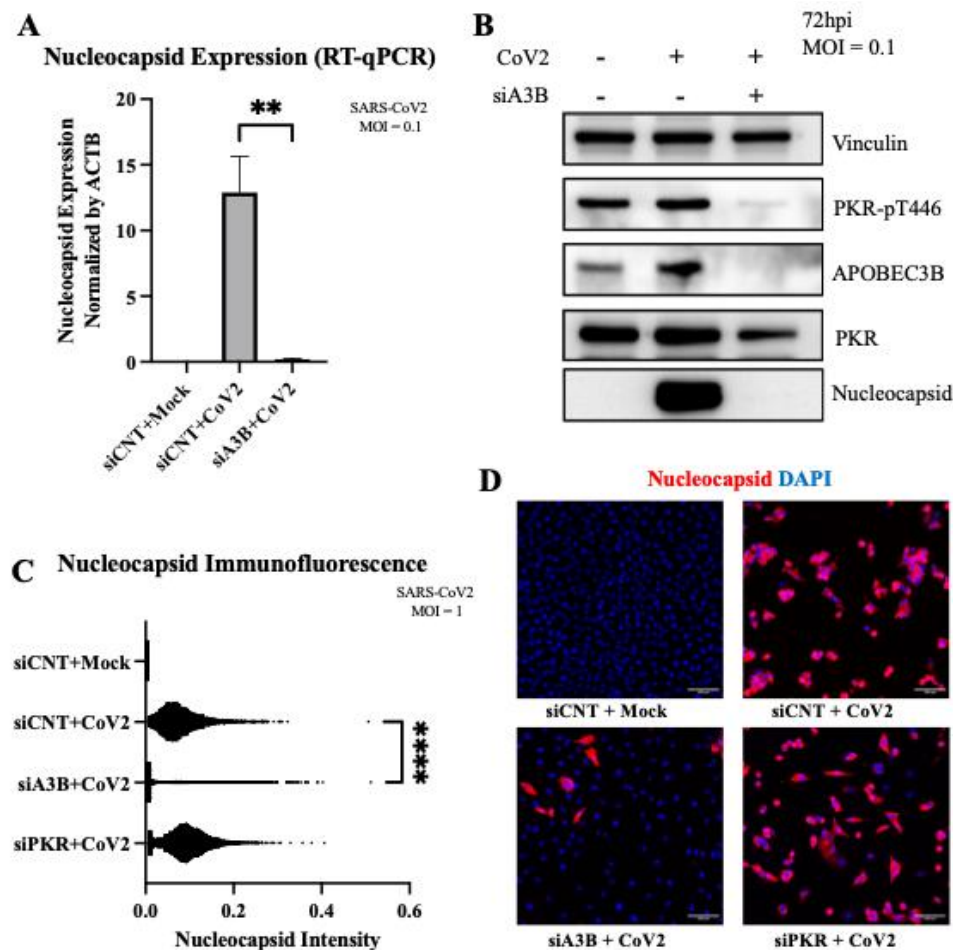 A
Nucleocapsid Expression (RT-qPCR)
Nucleocapsid Expression
Normalized by ACTB
20
15
10
5
0
**
SARS-CoV2
MOI = 0.1
siCNT+Mock
siCNT+CoV2
siA3B+CoV2
B
72hpi
MOI = 0.1
CoV2 - + +
siA3B - - +
Vinculin
PKR-pT446
APOBEC3B
PKR
Nucleocapsid
C
Nucleocapsid Immunofluorescence
SARS-CoV2
MOI = 1
siCNT+Mock
siCNT+CoV2
siA3B+CoV2
siPKR+CoV2
****
0.0 0.2 0.4 0.6
Nucleocapsid Intensity
D
Nucleocapsid DAPI
siCNT + Mock
siCNT + CoV2
siA3B + CoV2
siPKR + CoV2